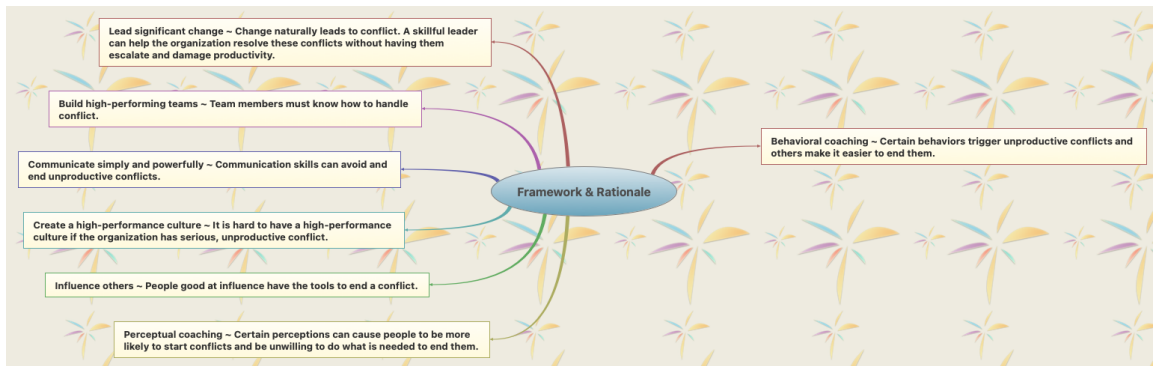 Lead significant change ~ Change naturally leads to conflict. A skillful leader
can help the organization resolve these conflicts without having them
escalate and damage productivity.
Build high-performing teams ~ Team members must know how to handle
conflict.
Communicate simply and powerfully ~ Communication skills can avoid and
end unproductive conflicts.
Create a high-performance culture ~ It is hard to have a high-performance
culture if the organization has serious, unproductive conflict.
Influence others ~ People good at influence have the tools to end a conflict.
Perceptual coaching ~ Certain perceptions can cause people to be more
likely to start conflicts and be unwilling to do what is needed to end them.
Framework & Rationale
Behavioral coaching ~ Certain behaviors trigger unproductive conflicts and
others make it easier to end them.